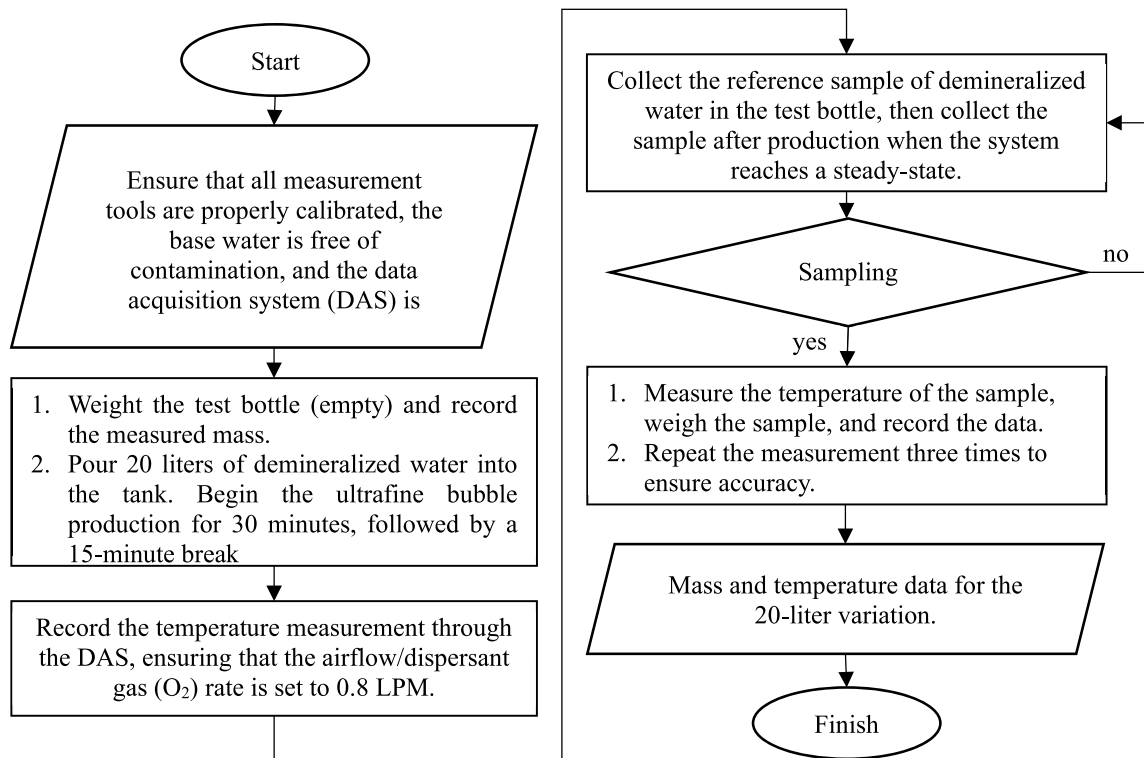 Start
Ensure that all measurement
tools are properly calibrated, the
base water is free of
contamination, and the data
acquisition system (DAS) is
1. Weight the test bottle (empty) and record
the measured mass.
2. Pour 20 liters of demineralized water into
the tank. Begin the ultrafine bubble
production for 30 minutes, followed by a
15-minute break
Record the temperature measurement through
the DAS, ensuring that the airflow/dispersant
gas (O₂) rate is set to 0.8 LPM.
Collect the reference sample of demineralized
water in the test bottle, then collect the
sample after production when the system
reaches a steady-state.
Sampling
no
yes
1. Measure the temperature of the sample,
weigh the sample, and record the data.
2. Repeat the measurement three times to
ensure accuracy.
Mass and temperature data for the
20-liter variation.
Finish